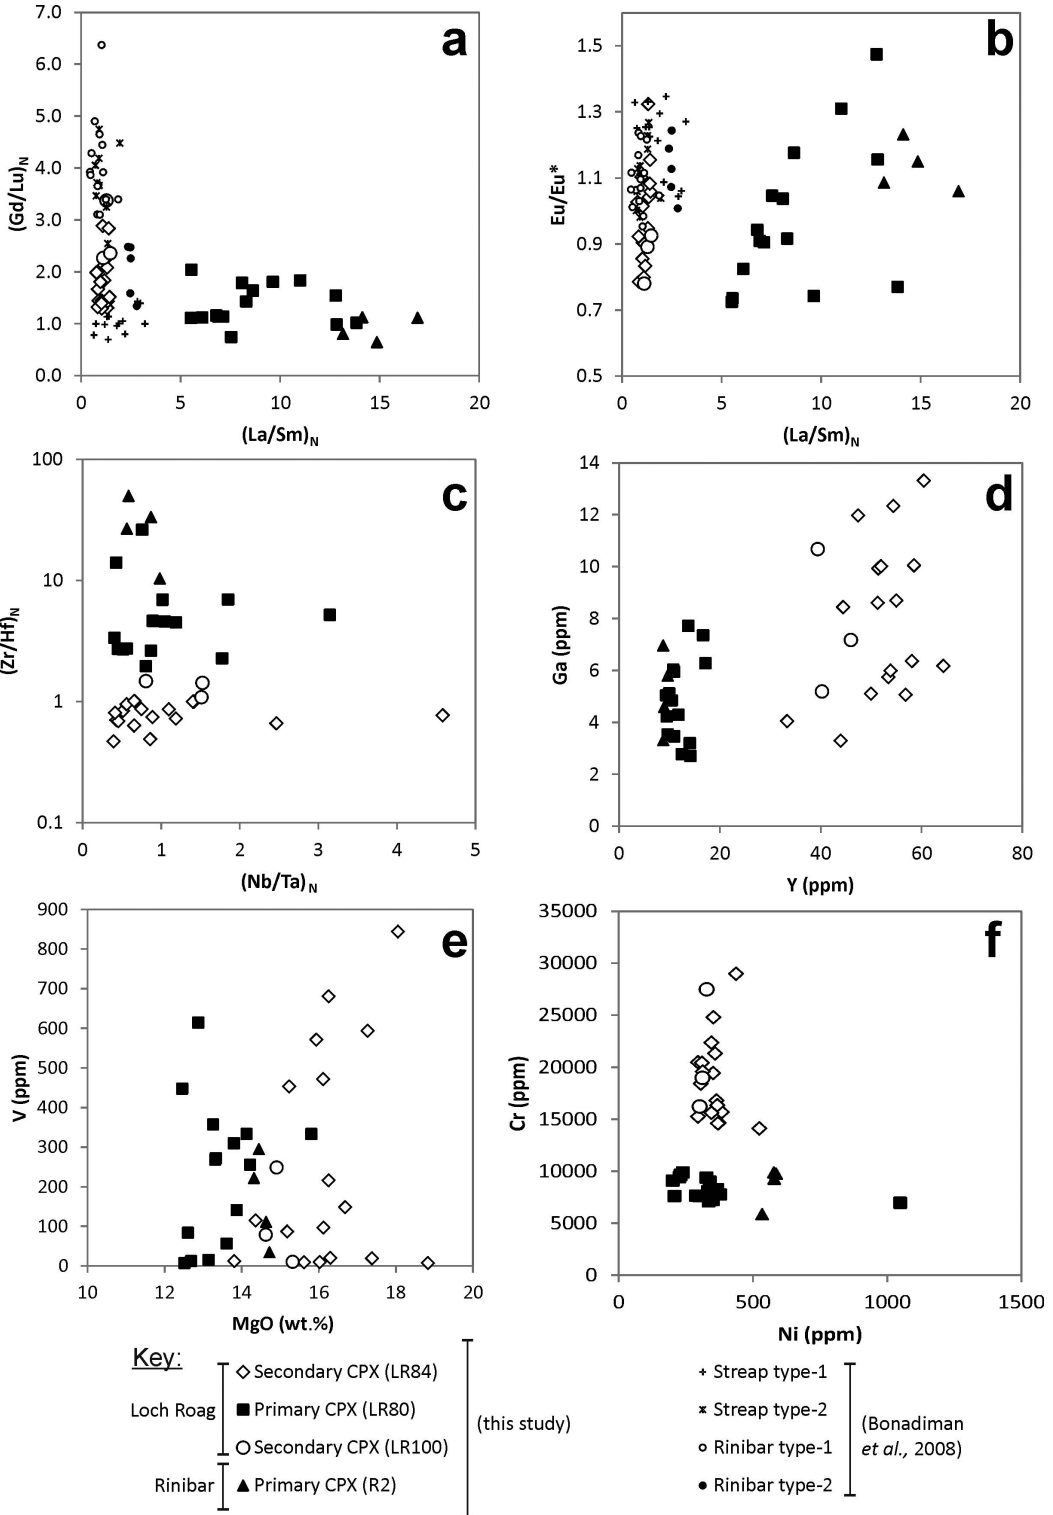 a
7.0
6.0
5.0
4.0
3.0
2.0
1.0
0.0
(Gd/Lu)N
0 5 10 15 20
(La/Sm)N
b
1.5
1.3
1.1
0.9
0.7
0.5
Eu/Eu*
0 5 10 15 20
(La/Sm)N
c
100
10
1
0.1
(Zr/Hf)N
0 1 2 3 4 5
(Nb/Ta)N
d
14
12
10
8
6
4
2
0
Ga (ppm)
0 20 40 60 80
Y (ppm)
e
900
800
700
600
500
400
300
200
100
0
V (ppm)
10 12 14 16 18 20
MgO (wt.%)
f
35000
30000
25000
20000
15000
10000
5000
0
Cr (ppm)
0 500 1000 1500
Ni (ppm)
Key:
Loch Roag
Secondary CPX (LR84)
Primary CPX (LR80)
Secondary CPX (LR100)
Rinibar
Primary CPX (R2)
(this study)
Streap type-1
Streap type-2
Rinibar type-1
Rinibar type-2
(Bonadiman
et al., 2008)